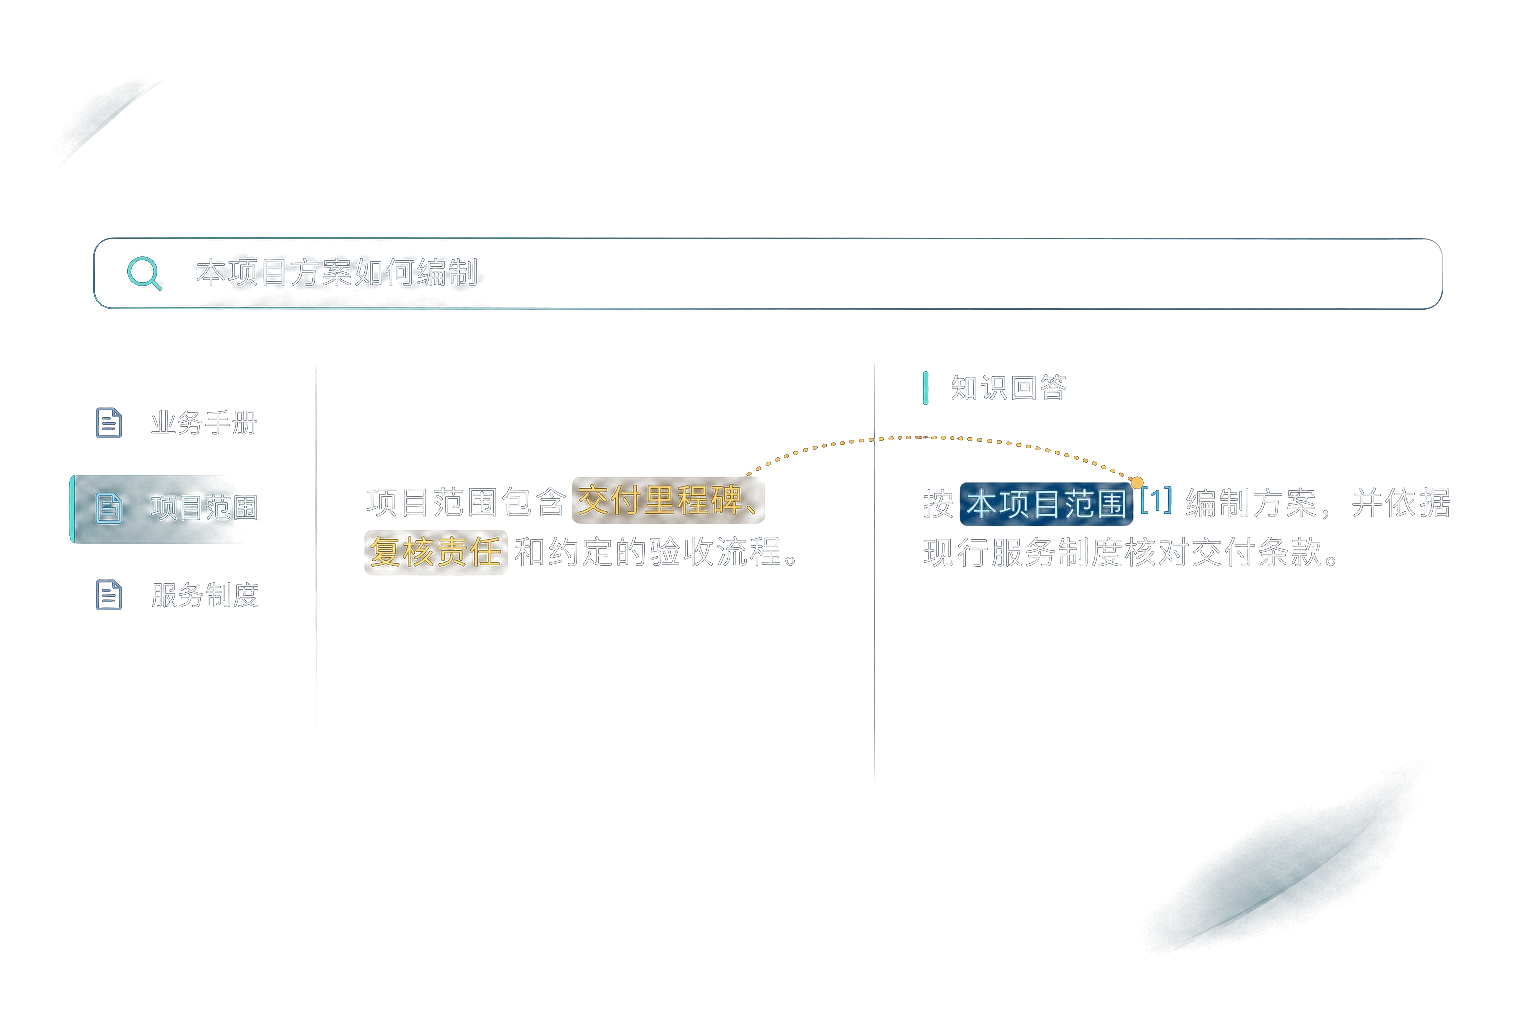 本项目方案如何编制
业务手册
项目范围
服务制度
项目范围包含 交付里程碑、
复核责任 和约定的验收流程。
知识回答
按 本项目范围 [1] 编制方案，并依据
现行服务制度核对交付条款。